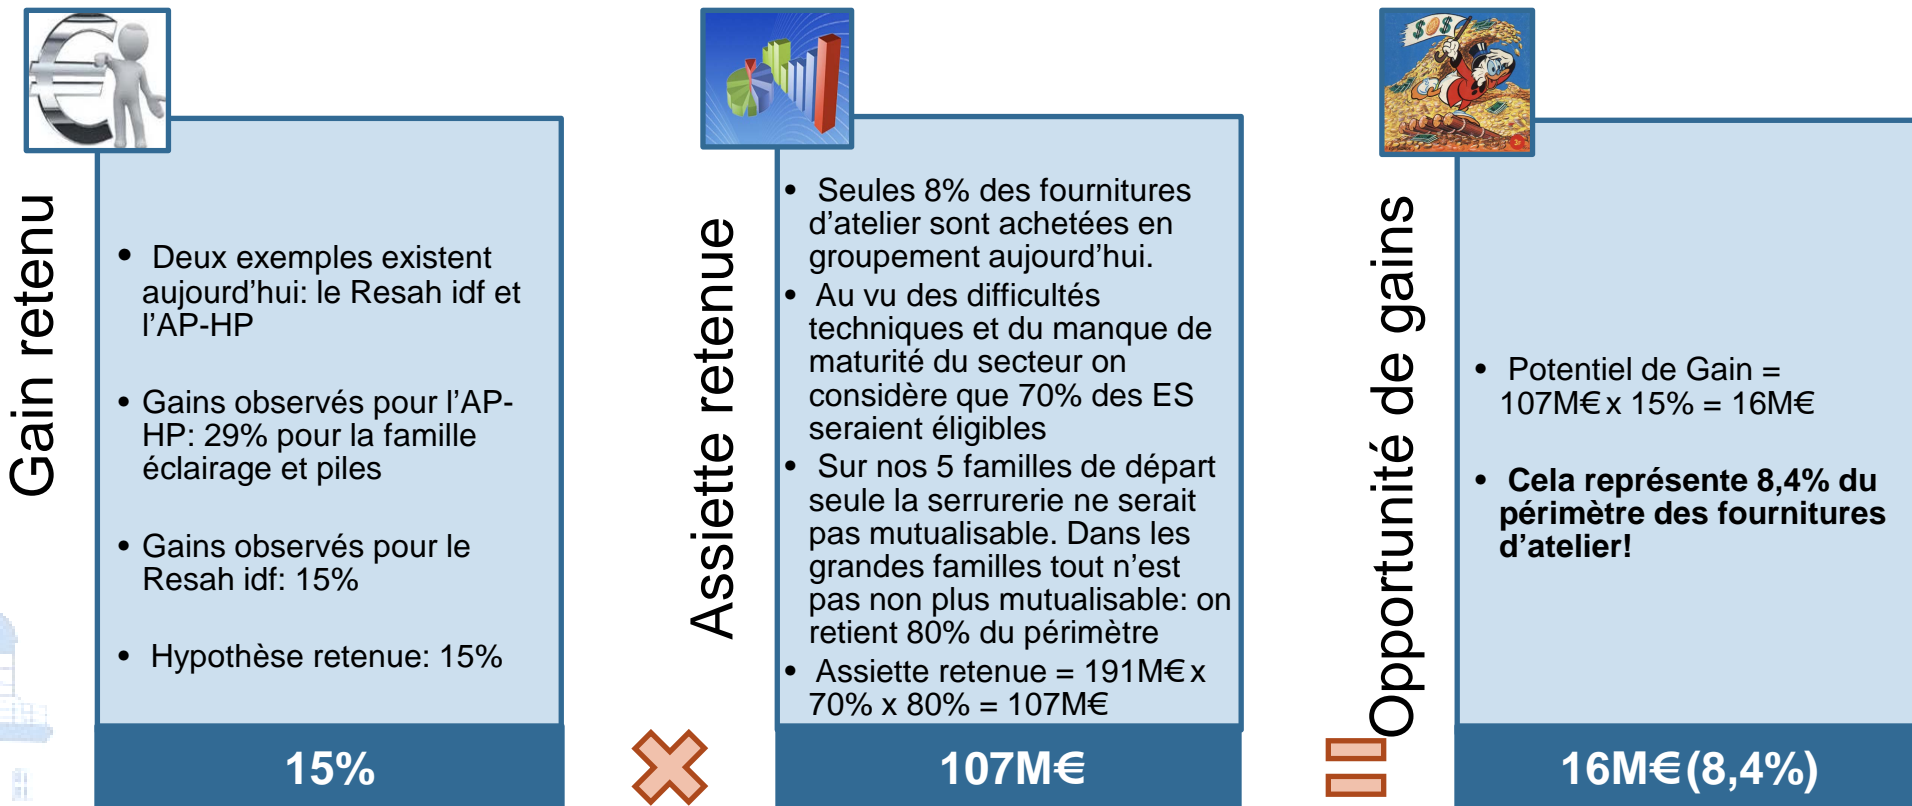 Gain retenu
• Deux exemples existent
aujourd’hui: le Resah idf et
l’AP-HP
• Gains observés pour l’AP-
HP: 29% pour la famille
éclairage et piles
• Gains observés pour le
Resah idf: 15%
• Hypothèse retenue: 15%
15%
Assiette retenue
• Seules 8% des fournitures
d’atelier sont achetées en
groupement aujourd’hui.
• Au vu des difficultés
techniques et du manque de
maturité du secteur on
considère que 70% des ES
seraient éligibles
• Sur nos 5 familles de départ
seule la serrurerie ne serait
pas mutualisable. Dans les
grandes familles tout n’est
pas non plus mutualisable: on
retient 80% du périmètre
• Assiette retenue = 191M€ x
70% x 80% = 107M€
107M€
$0$
Opportunité de gains
• Potentiel de Gain =
107M€ x 15% = 16M€
• Cela représente 8,4% du
périmètre des fournitures
d’atelier!
16M€ (8,4%)